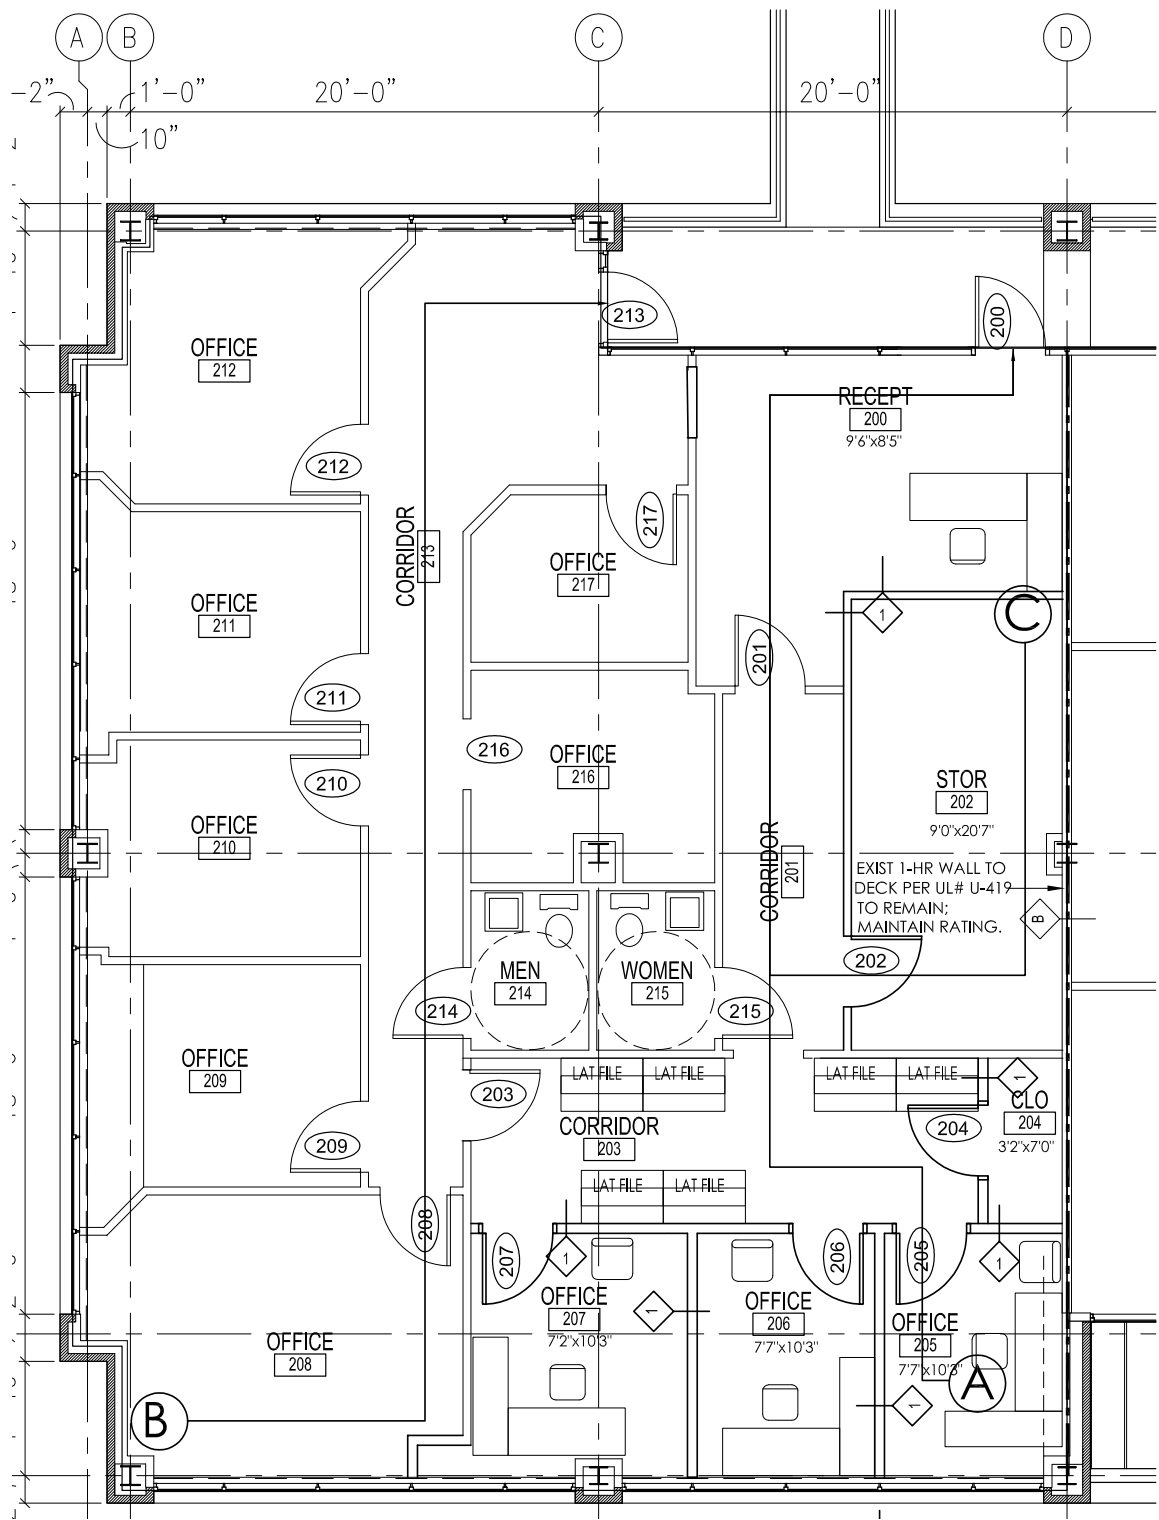 A
B
C
D
-2"
1'-0"
20'-0"
20'-0"
10"
213
200
OFFICE
212
RECEPT
200
9'6"x8'5"
212
217
CORRIDOR
213
OFFICE
217
OFFICE
211
1
C
201
211
216
OFFICE
216
210
STOR
202
9'0"x20'7"
OFFICE
210
CORRIDOR
201
EXIST 1-HR WALL TO
DECK PER UL# U-419
TO REMAIN;
MAINTAIN RATING.
B
202
MEN
214
WOMEN
215
214
215
OFFICE
209
LAT FILE
LAT FILE
LAT FILE
LAT FILE
1
203
CLO
204
3'2"x7'0"
204
CORRIDOR
203
209
LAT FILE
LAT FILE
208
207
1
206
205
1
OFFICE
207
7'2"x10'3"
1
OFFICE
206
7'7"x10'3"
OFFICE
205
7'7"x10'3"
OFFICE
208
A
1
B